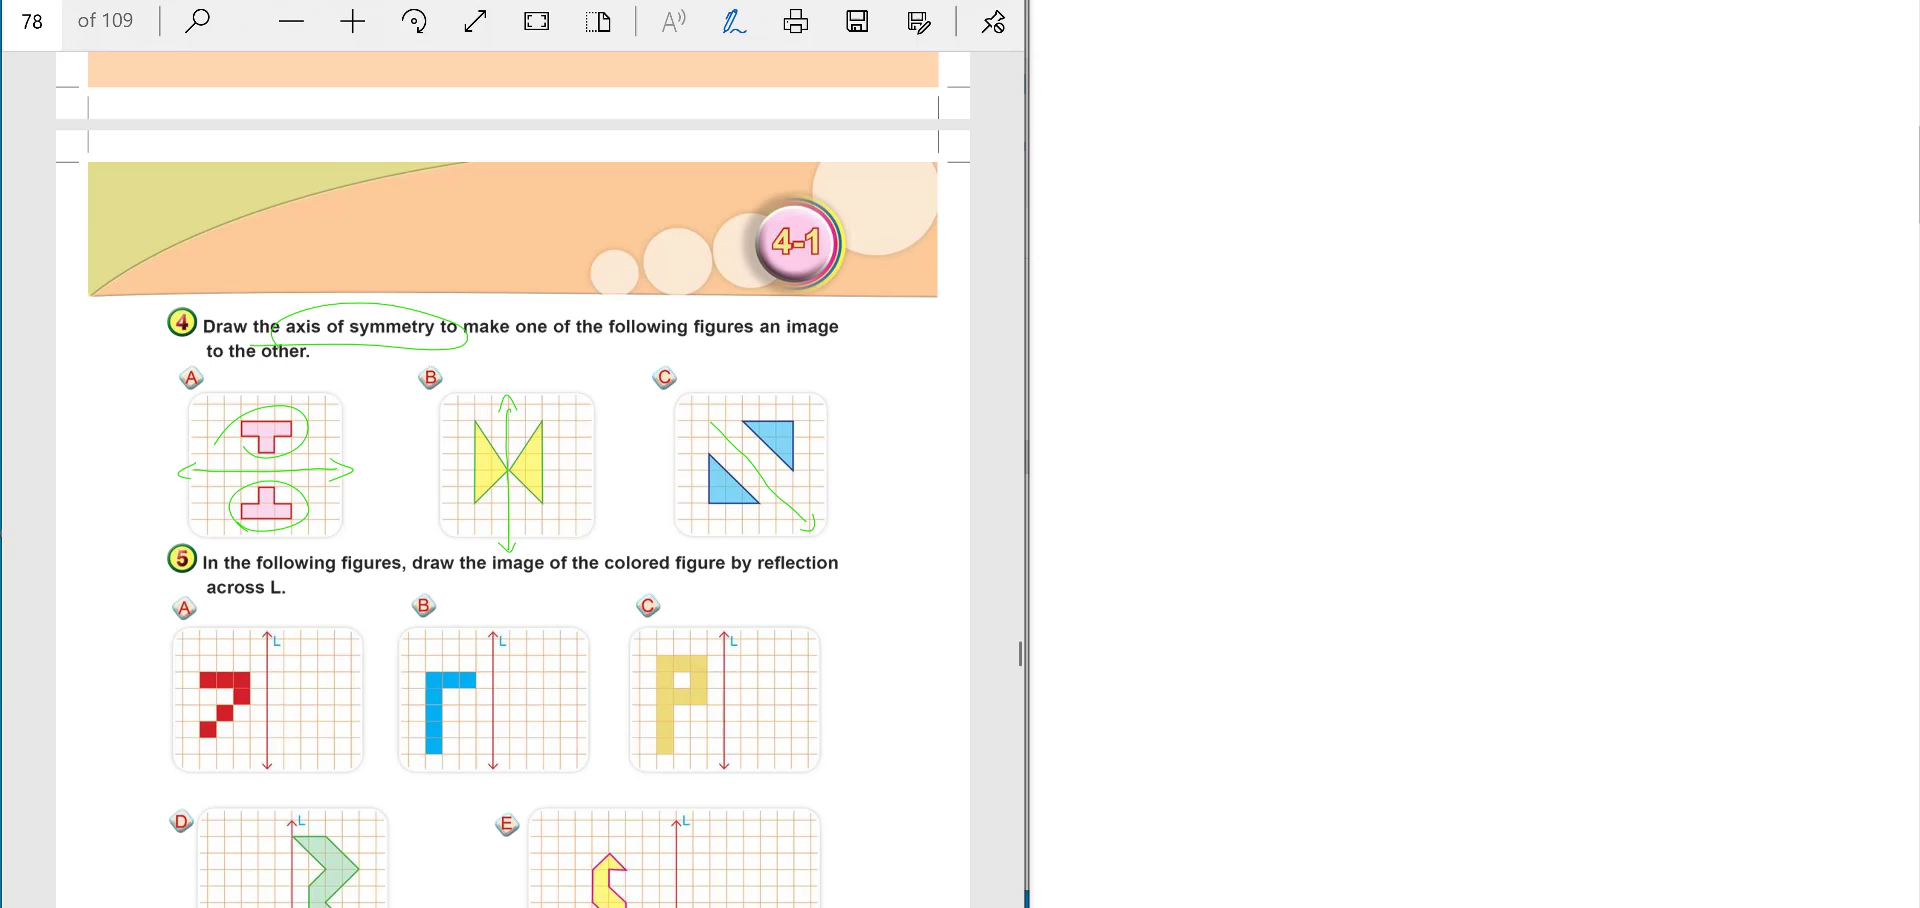 78 of 109
4-1
4 Draw the axis of symmetry to make one of the following figures an image
to the other.
A B C
5 In the following figures, draw the image of the colored figure by reflection
across L.
A B C
L L L
D E
L L